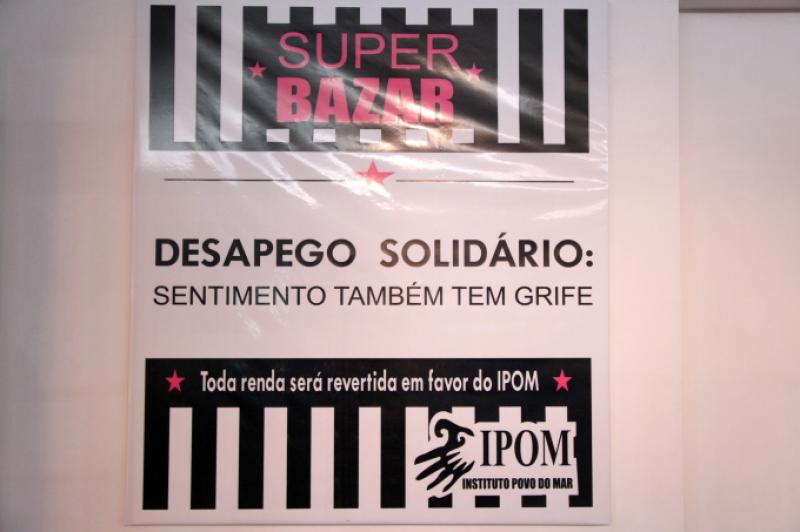 SUPER
BAZAR
DESAPEGO SOLIDÁRIO:
SENTIMENTO TAMBÉM TEM GRIFE
Toda renda será revertida em favor do IPOM
IPOM
INSTITUTO POVO DO MAR